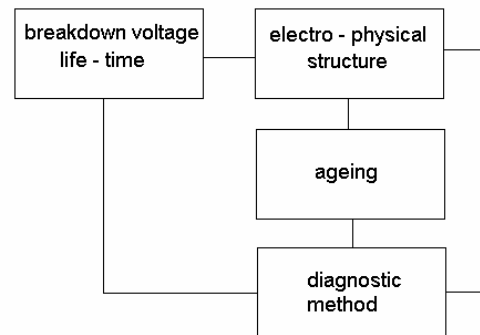 breakdown voltage
life - time
electro - physical
structure
ageing
diagnostic
method